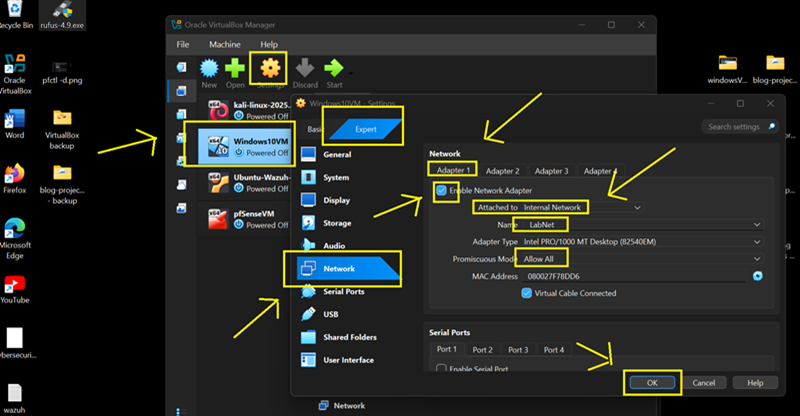 Recycle Bin
rufus-4.9.exe
Oracle
VirtualBox
pfctl -d.png
Word
VirtualBox
backup
Firefox
blog-projec...
- backup
Microsoft
Edge
YouTube
wazuh
windowsV...
blog-projec...
Oracle VirtualBox Manager
File Machine Help
New Open Settings Discard Start
kali-linux-2025...
Powered Off
Windows10VM
Powered Off
Ubuntu-Wazuh-
Powered Off
pfSenseVM
Powered Off
Network
Windows10VM - Settings
Basic Expert
Search settings
General
System
Display
Storage
Audio
Network
Serial Ports
USB
Shared Folders
User Interface
Network
Adapter 1 Adapter 2 Adapter 3 Adapter 4
Enable Network Adapter
Attached to Internal Network
Name LabNet
Adapter Type Intel PRO/1000 MT Desktop (82540EM)
Promiscuous Mode Allow All
MAC Address 080027F78DD6
Virtual Cable Connected
Serial Ports
Port 1 Port 2 Port 3 Port 4
Enable Serial Port
OK Cancel Help